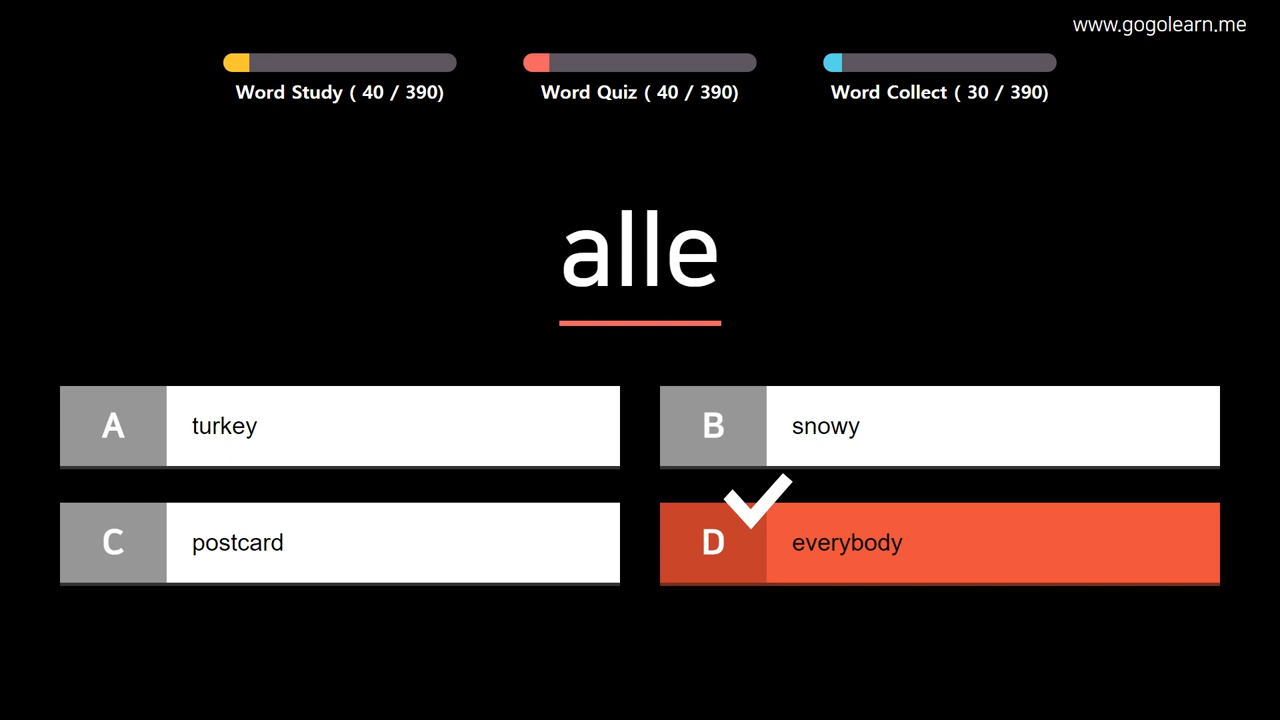 www.gogolearn.me
Word Study ( 40 / 390)
Word Quiz ( 40 / 390)
Word Collect ( 30 / 390)
alle
A turkey
B snowy
C postcard
D everybody